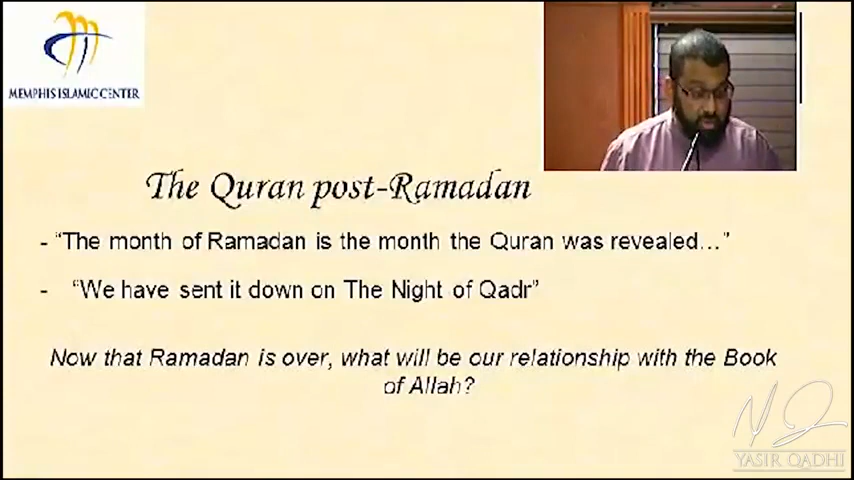 MEMPHIS ISLAMIC CENTER
The Quran post-Ramadan
- “The month of Ramadan is the month the Quran was revealed…”
- “We have sent it down on The Night of Qadr”
Now that Ramadan is over, what will be our relationship with the Book
of Allah?
YASIR QADHI